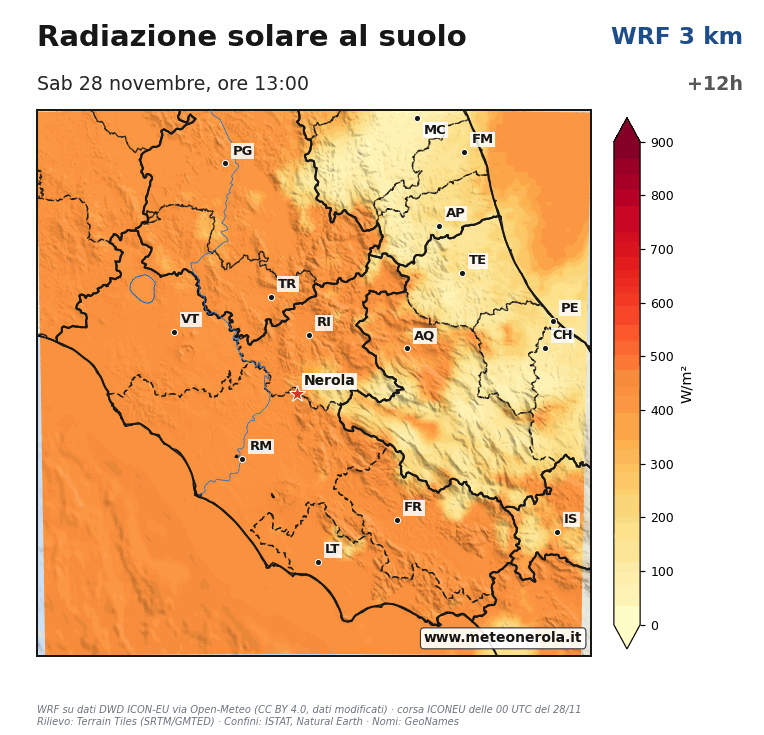 Radiazione solare al suolo
WRF 3 km
Sab 28 novembre, ore 13:00
+12h
MC
FM
PG
AP
TE
TR
PE
VT
RI
AQ
CH
Nerola
RM
FR
IS
LT
www.meteonerola.it
900
800
700
600
500
400
300
200
100
0
W/m²
WRF su dati DWD ICON-EU via Open-Meteo (CC BY 4.0, dati modificati) · corsa ICONEU delle 00 UTC del 28/11
Rilievo: Terrain Tiles (SRTM/GMTED) · Confini: ISTAT, Natural Earth · Nomi: GeoNames